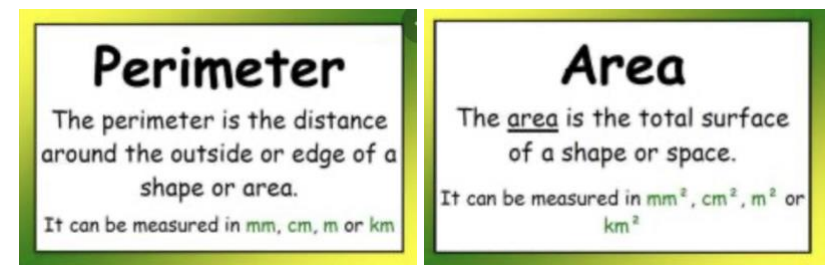 Perimeter
The perimeter is the distance
around the outside or edge of a
shape or area.
It can be measured in mm, cm, m or km
Area
The area is the total surface
of a shape or space.
It can be measured in mm², cm², m² or
km²